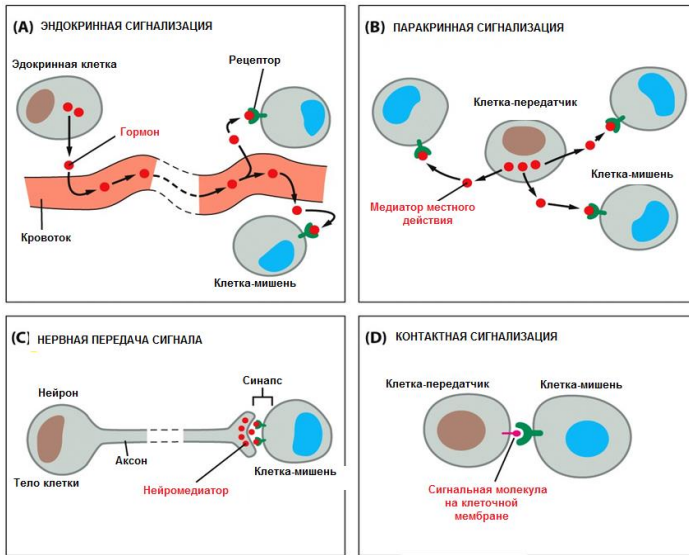 (A) ЭНДОКРИННАЯ СИГНАЛИЗАЦИЯ
Эдокринная клетка
Рецептор
Гормон
Кровоток
Клетка-мишень
(B) ПАРАКРИННАЯ СИГНАЛИЗАЦИЯ
Клетка-передатчик
Клетка-мишень
Медиатор местного
действия
(C) НЕРВНАЯ ПЕРЕДАЧА СИГНАЛА
Синапс
Нейрон
Аксон
Тело клетки
Клетка-мишень
Нейромедиатор
(D) КОНТАКТНАЯ СИГНАЛИЗАЦИЯ
Клетка-передатчик
Клетка-мишень
Сигнальная молекула
на клеточной
мембране